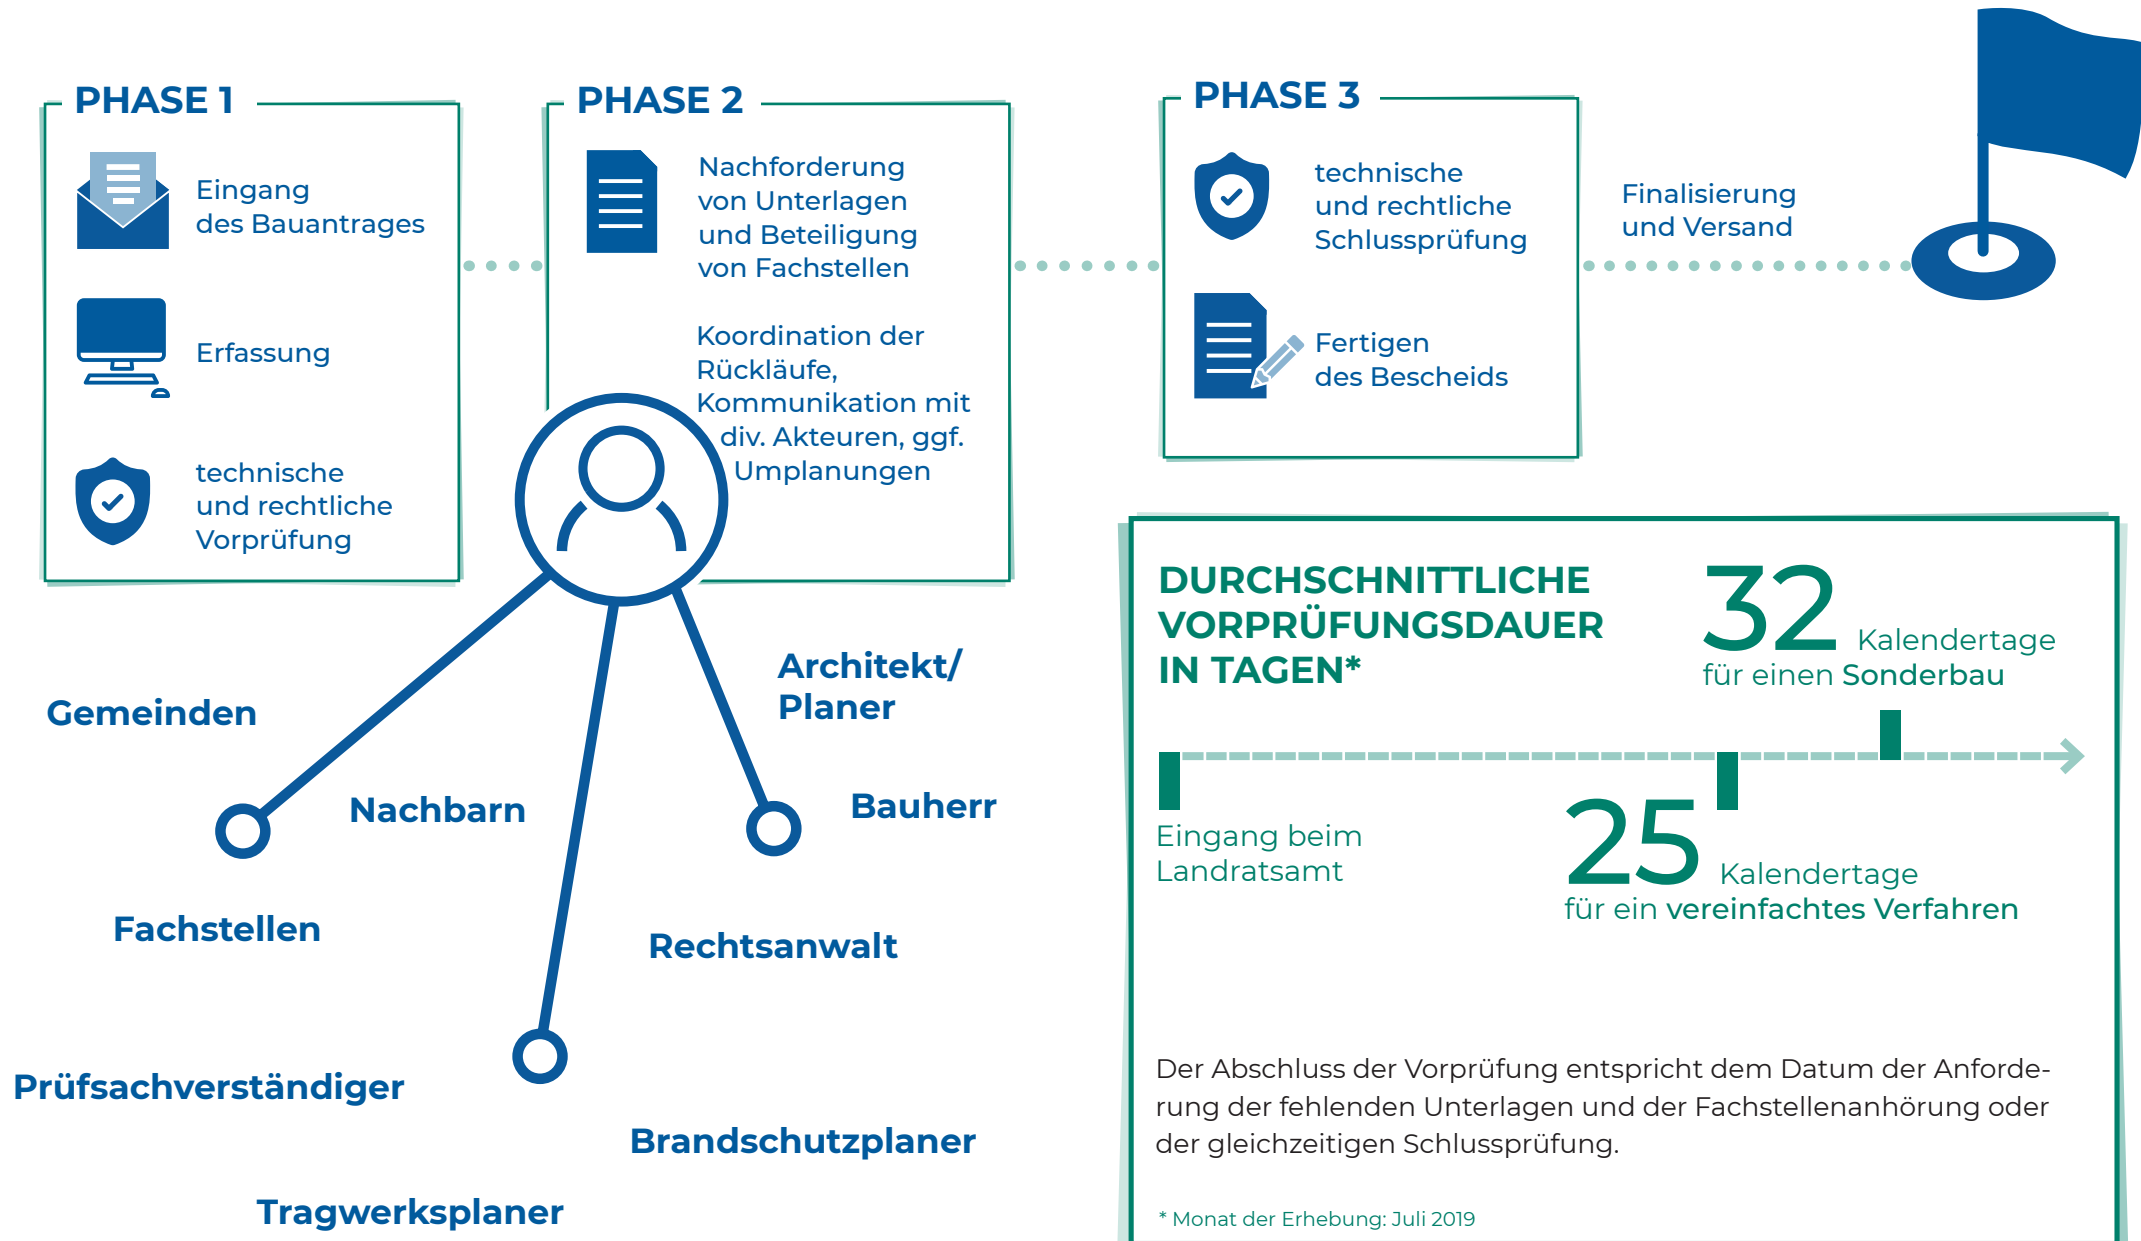 PHASE 1
Eingang
des Bauantrages
Erfassung
technische
und rechtliche
Vorprüfung
PHASE 2
Nachforderung
von Unterlagen
und Beteiligung
von Fachstellen
Koordination der
Rückläufe,
Kommunikation mit
div. Akteuren, ggf.
Umplanungen
PHASE 3
technische
und rechtliche
Schlussprüfung
Fertigen
des Bescheids
Finalisierung
und Versand
Gemeinden
Nachbarn
Architekt/
Planer
Bauherr
Fachstellen
Rechtsanwalt
Prüfsachverständiger
Brandschutzplaner
Tragwerksplaner
DURCHSCHNITTLICHE
VORPRÜFUNGSDAUER
IN TAGEN*
32 Kalendertage
für einen Sonderbau
Eingang beim
Landratsamt
25 Kalendertage
für ein vereinfachtes Verfahren
Der Abschluss der Vorprüfung entspricht dem Datum der Anforde-
rung der fehlenden Unterlagen und der Fachstellenanhörung oder
der gleichzeitigen Schlussprüfung.
* Monat der Erhebung: Juli 2019